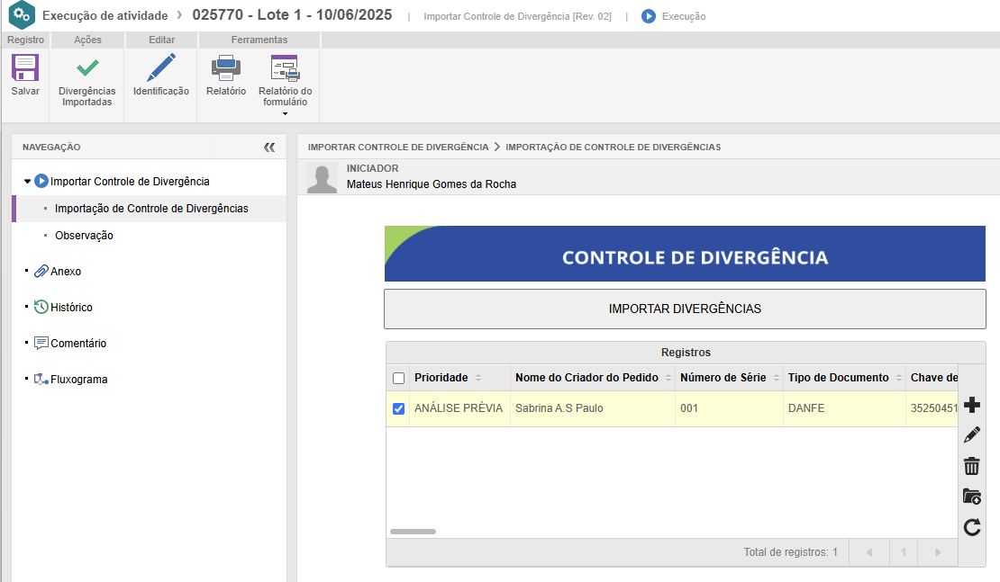 Execução de atividade › 025770 - Lote 1 - 10/06/2025 | Importar Controle de Divergência [Rev. 02] | Execução
Registro Ações Editar Ferramentas
Salvar Divergências Importadas Identificação Relatório Relatório do formulário
NAVEGAÇÃO
Importar Controle de Divergência
Importação de Controle de Divergências
Observação
Anexo
Histórico
Comentário
Fluxograma
IMPORTAR CONTROLE DE DIVERGÊNCIA > IMPORTAÇÃO DE CONTROLE DE DIVERGÊNCIAS
INICIADOR
Mateus Henrique Gomes da Rocha
CONTROLE DE DIVERGÊNCIA
IMPORTAR DIVERGÊNCIAS
Registros
Prioridade Nome do Criador do Pedido Número de Série Tipo de Documento Chave de
ANÁLISE PRÉVIA Sabrina A.S Paulo 001 DANFE 35250451
Total de registros: 1 1